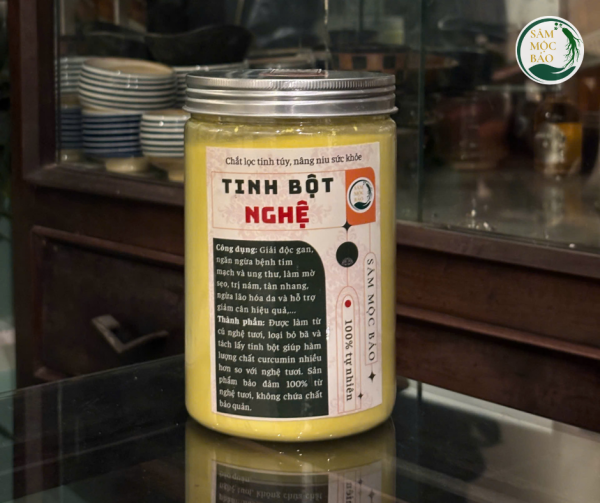 SÂM
MỘC
BẢO
Chắt lọc tinh túy, nâng niu sức khỏe
TINH BỘT
NGHỆ
SÂM
MỘC
BẢO
Công dụng: Giải độc gan,
ngăn ngừa bệnh tim
mạch và ung thư, làm mờ
sẹo, trị nám, tàn nhang,
ngừa lão hóa da và hỗ trợ
giảm cân hiệu quả,...
Thành phần: Được làm từ
củ nghệ tươi, loại bỏ bã và
tách lấy tinh bột giúp hàm
lượng chất curcumin nhiều
hơn so với nghệ tươi. Sản
phẩm bảo đảm 100% từ
nghệ tươi, không chứa chất
bảo quản.
SÂM MỘC BẢO
100% tự nhiên